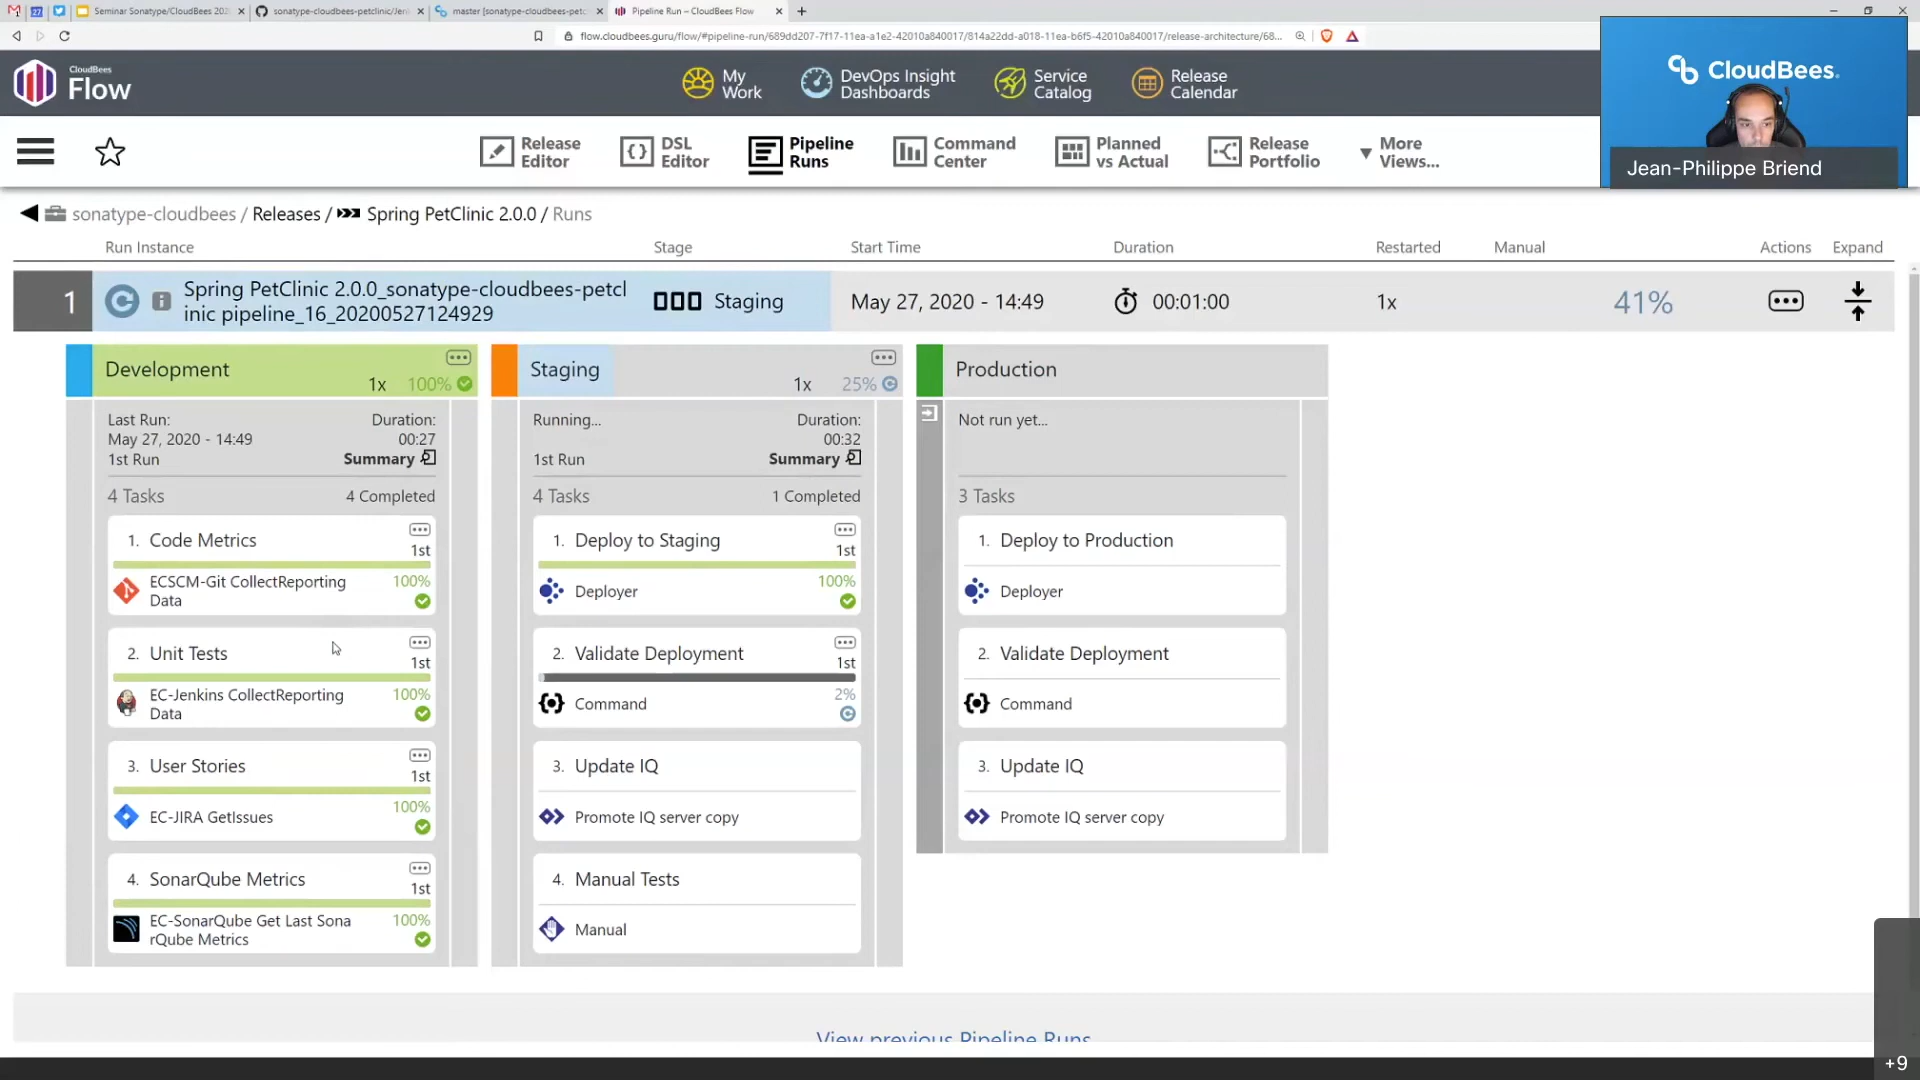 Seminar Sonatype/CloudBees 202
sonatype-cloudbees-petclinic/Jen
master [sonatype-cloudbees-petc
Pipeline Run – CloudBees Flow
flow.cloudbees.guru/flow/#pipeline-run/689dd207-7f17-11ea-a1e2-42010a840017/814a22dd-a018-11ea-b6f5-42010a840017/release-architecture/68...
CloudBees
Flow
My Work
DevOps Insight Dashboards
Service Catalog
Release Calendar
CloudBees.
Jean-Philippe Briend
Release Editor
DSL Editor
Pipeline Runs
Command Center
Planned vs Actual
Release Portfolio
More Views...
sonatype-cloudbees / Releases / Spring PetClinic 2.0.0 / Runs
Run Instance Stage Start Time Duration Restarted Manual Actions Expand
1
Spring PetClinic 2.0.0_sonatype-cloudbees-petcl
inic pipeline_16_20200527124929
Staging
May 27, 2020 - 14:49
00:01:00
1x
41%
Development
1x 100%
Last Run: Duration:
May 27, 2020 - 14:49 00:27
1st Run Summary
4 Tasks 4 Completed
1. Code Metrics
1st
ECSCM-Git CollectReporting 100%
Data
2. Unit Tests
1st
EC-Jenkins CollectReporting 100%
Data
3. User Stories
1st
100%
EC-JIRA GetIssues
4. SonarQube Metrics
1st
EC-SonarQube Get Last Sona 100%
rQube Metrics
Staging
1x 25%
Running... Duration:
00:32
1st Run Summary
4 Tasks 1 Completed
1. Deploy to Staging
1st
100%
Deployer
2. Validate Deployment
1st
2%
Command
3. Update IQ
Promote IQ server copy
4. Manual Tests
Manual
Production
Not run yet...
3 Tasks
1. Deploy to Production
Deployer
2. Validate Deployment
Command
3. Update IQ
Promote IQ server copy
View previous Pipeline Runs
+9